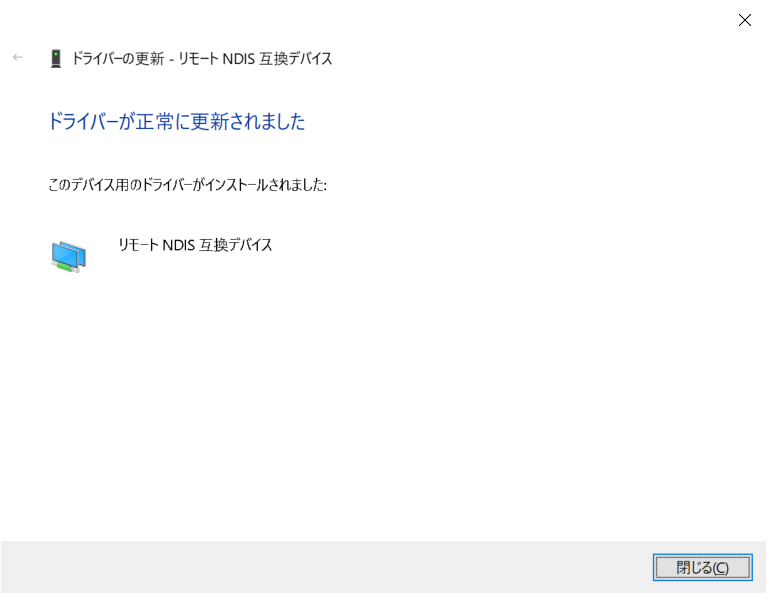 ドライバーの更新 - リモート NDIS 互換デバイス
ドライバーが正常に更新されました
このデバイス用のドライバーがインストールされました:
リモート NDIS 互換デバイス
閉じる(C)